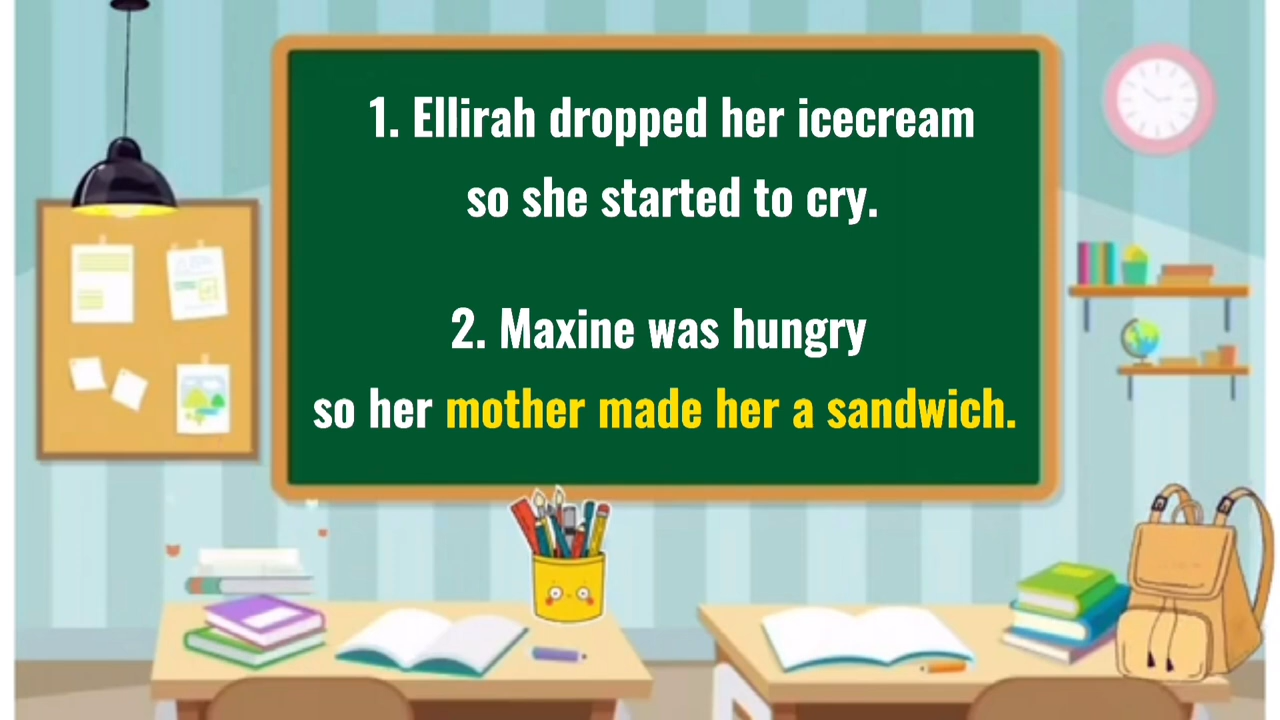 1. Ellirah dropped her icecream
so she started to cry.
2. Maxine was hungry
so her mother made her a sandwich.